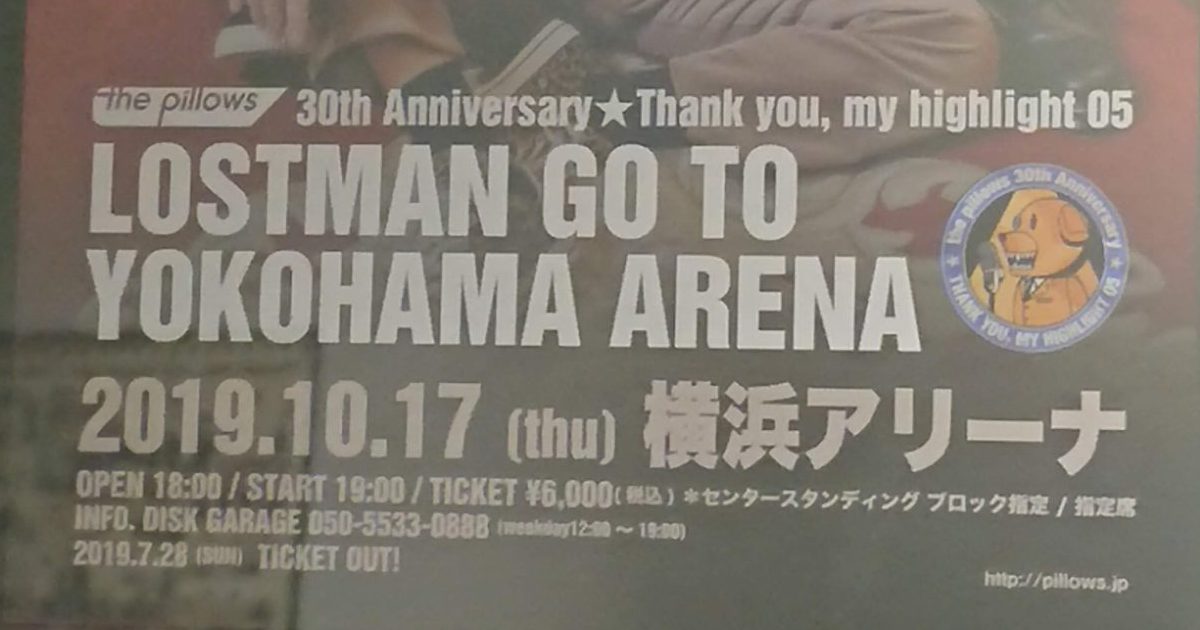 the pillows 30th Anniversary★Thank you, my highlight 05
LOSTMAN GO TO
YOKOHAMA ARENA
the pillows 30th Anniversary
★ THANK YOU, MY HIGHLIGHT 05 ★
2019.10.17 (thu) 横浜アリーナ
OPEN 18:00 / START 19:00 / TICKET ¥6,000(税込) ＊センタースタンディング ブロック指定 / 指定席
INFO. DISK GARAGE 050-5533-0888 (weekday12:00 〜 19:00)
2019.7.28 (SUN) TICKET OUT!
http://pillows.jp